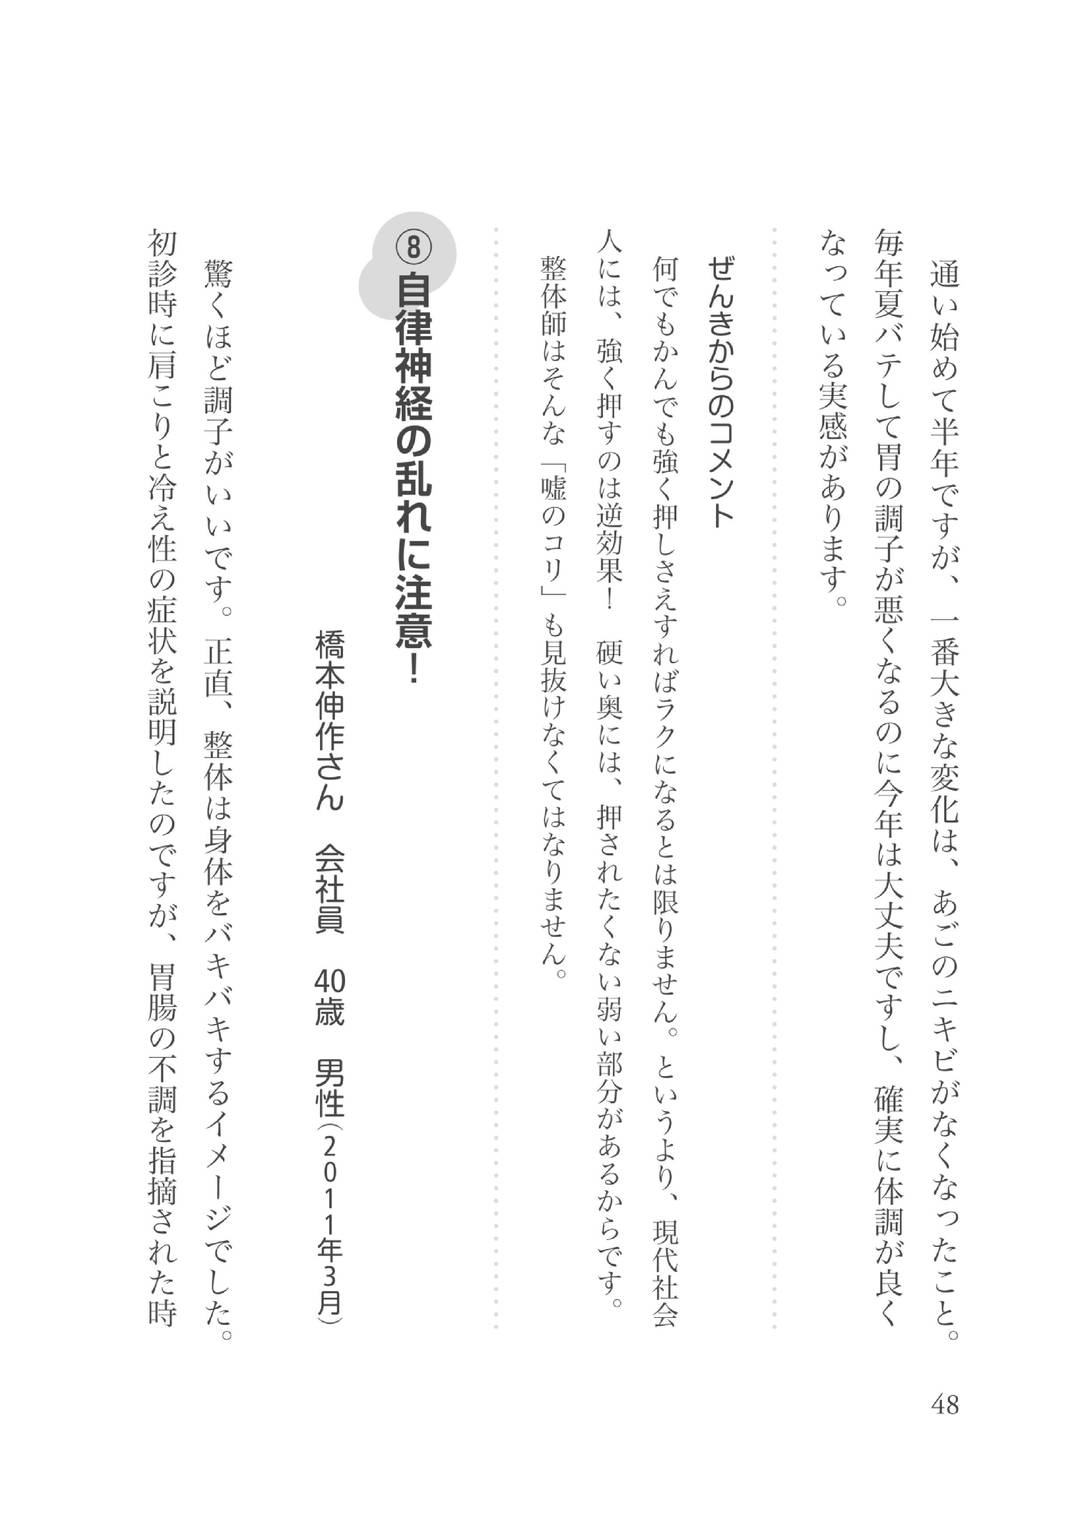 通い始めて半年ですが、一番大きな変化は、あごのニキビがなくなったこと。
毎年夏バテして胃の調子が悪くなるのに今年は大丈夫ですし、確実に体調が良く
なっている実感があります。
ぜんきからのコメント
何でもかんでも強く押しさえすればラクになるとは限りません。というより、現代社会
人には、強く押すのは逆効果！　硬い奥には、押されたくない弱い部分があるからです。
整体師はそんな「嘘のコリ」も見抜けなくてはなりません。
⑧自律神経の乱れに注意！
橋本伸作さん　会社員　40歳　男性（2011年3月）
驚くほど調子がいいです。正直、整体は身体をバキバキするイメージでした。
初診時に肩こりと冷え性の症状を説明したのですが、胃腸の不調を指摘された時
48